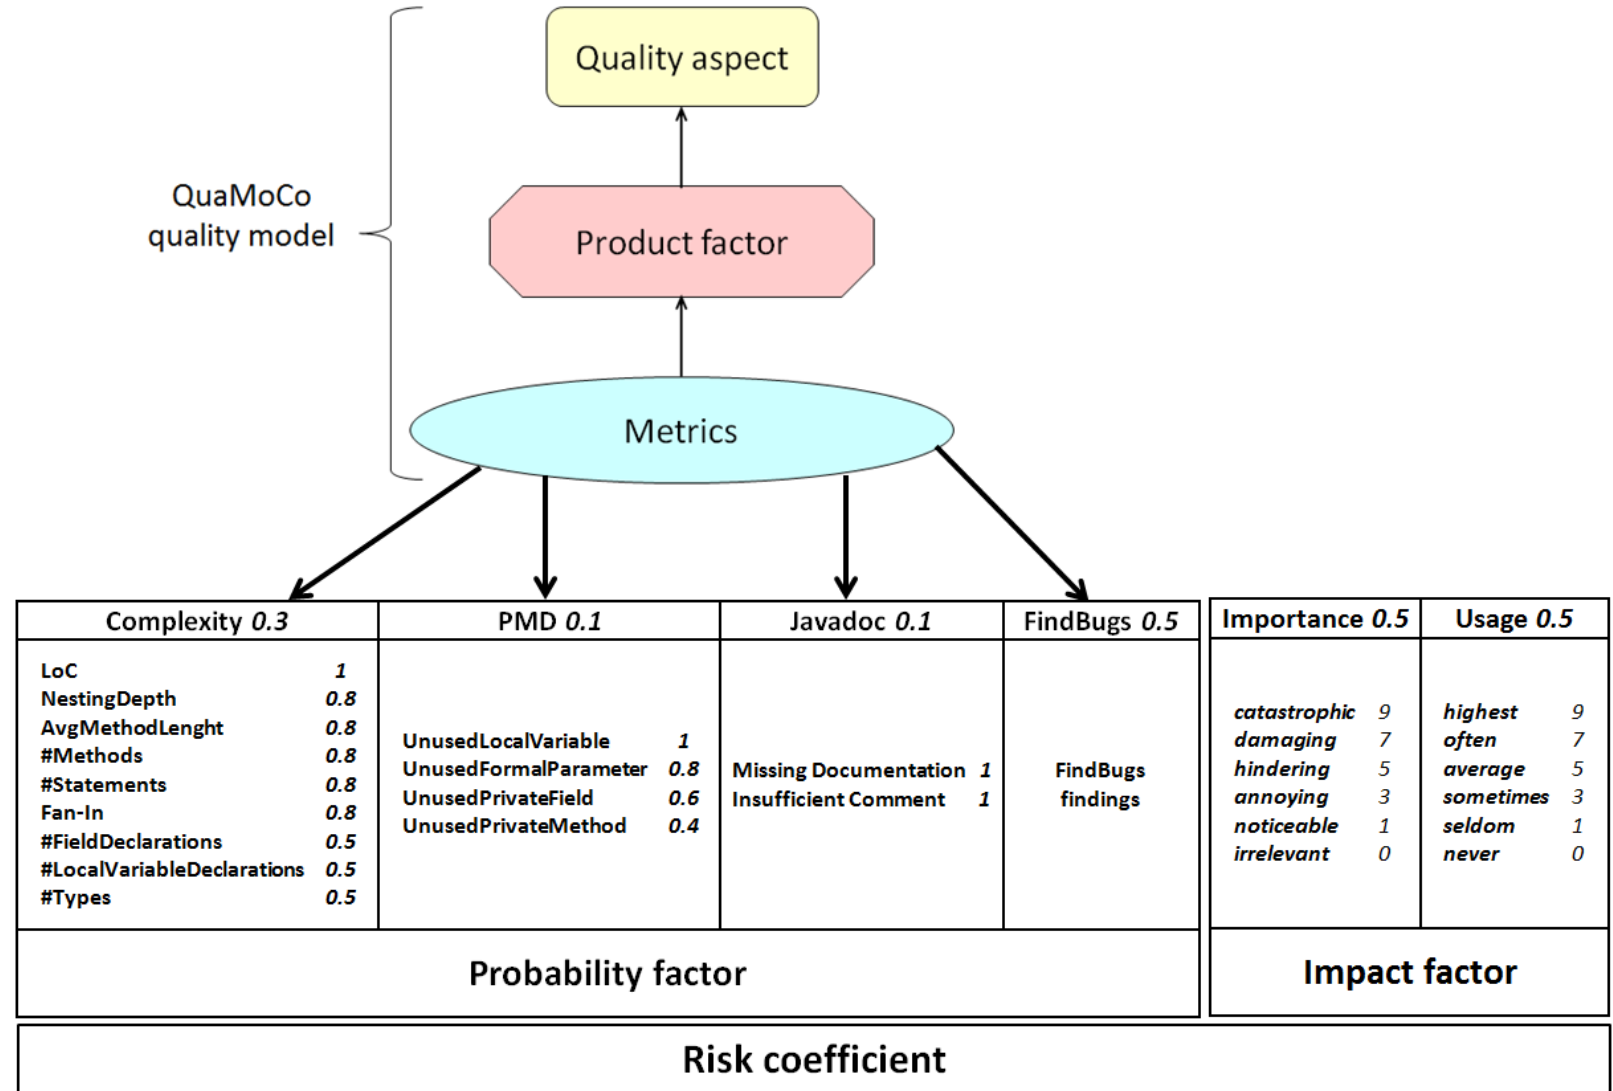 Quality aspect
QuaMoCo
quality model
Product factor
Metrics
Complexity 0.3
LoC 1
NestingDepth 0.8
AvgMethodLenght 0.8
#Methods 0.8
#Statements 0.8
Fan-In 0.8
#FieldDeclarations 0.5
#LocalVariableDeclarations 0.5
#Types 0.5
PMD 0.1
UnusedLocalVariable 1
UnusedFormalParameter 0.8
UnusedPrivateField 0.6
UnusedPrivateMethod 0.4
Javadoc 0.1
Missing Documentation 1
Insufficient Comment 1
FindBugs 0.5
FindBugs
findings
Importance 0.5
catastrophic 9
damaging 7
hindering 5
annoying 3
noticeable 1
irrelevant 0
Usage 0.5
highest 9
often 7
average 5
sometimes 3
seldom 1
never 0
Probability factor
Impact factor
Risk coefficient